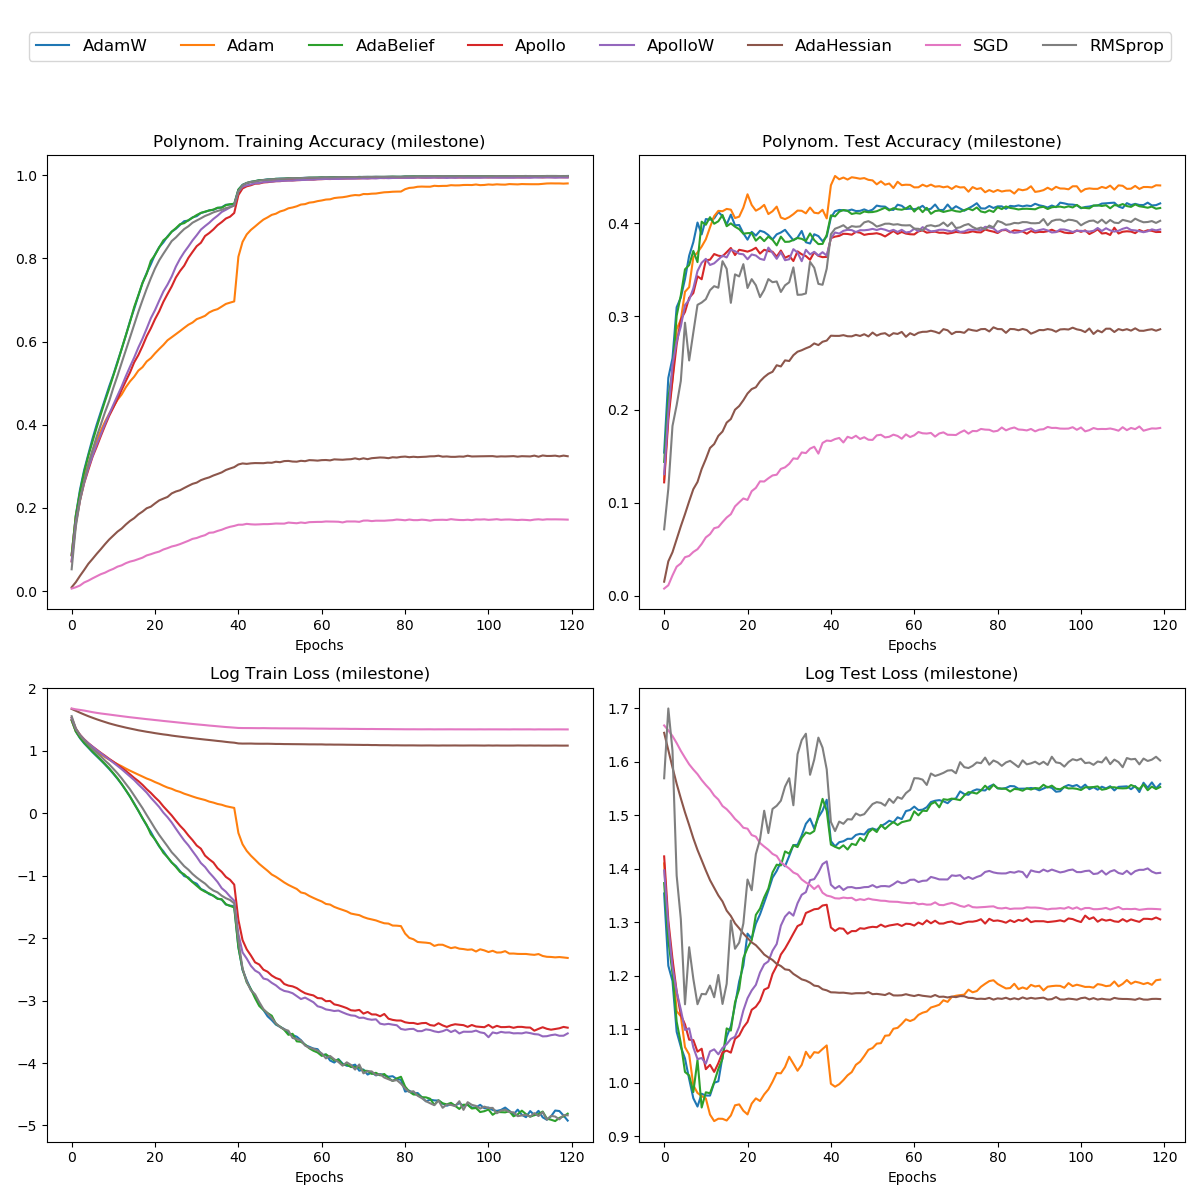 AdamW Adam AdaBelief Apollo ApolloW AdaHessian SGD RMSprop
Polynom. Training Accuracy (milestone)
1.0
0.8
0.6
0.4
0.2
0.0
0 20 40 60 80 100 120
Epochs
Polynom. Test Accuracy (milestone)
0.4
0.3
0.2
0.1
0.0
0 20 40 60 80 100 120
Epochs
Log Train Loss (milestone)
2
1
0
−1
−2
−3
−4
−5
0 20 40 60 80 100 120
Epochs
Log Test Loss (milestone)
1.7
1.6
1.5
1.4
1.3
1.2
1.1
1.0
0.9
0 20 40 60 80 100 120
Epochs